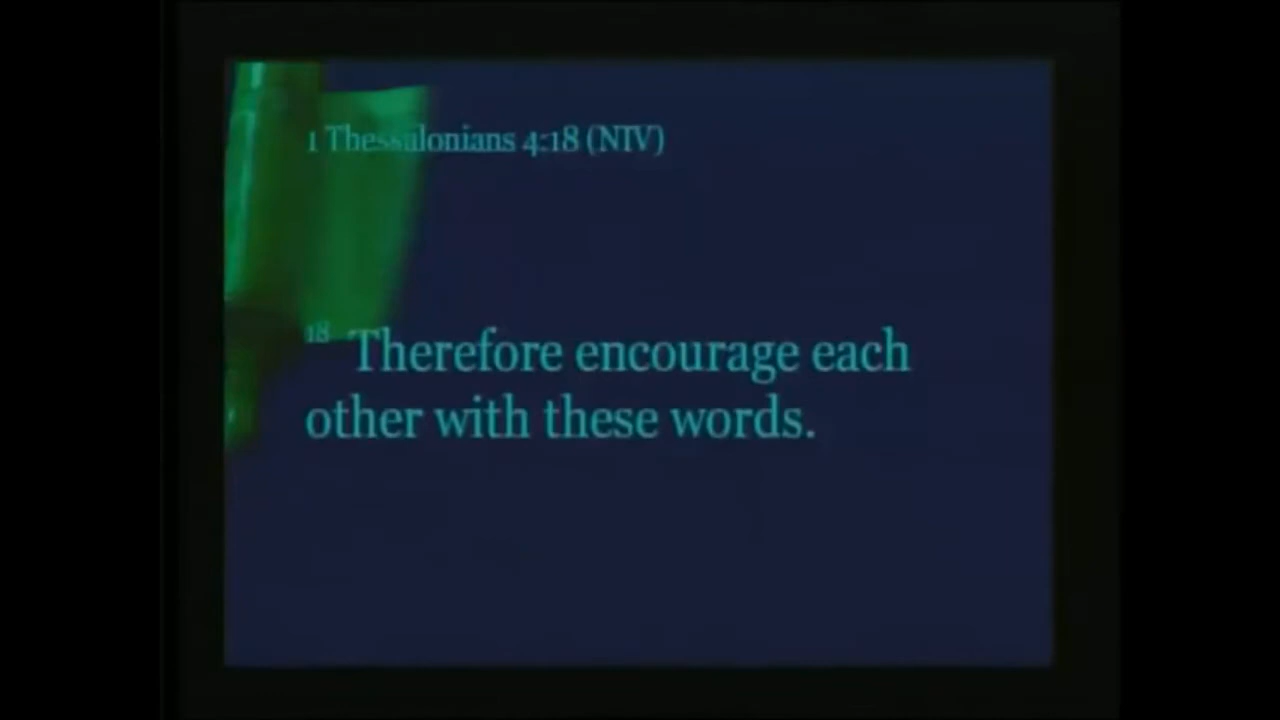 1 Thessalonians 4:18 (NIV)
18 Therefore encourage each
other with these words.